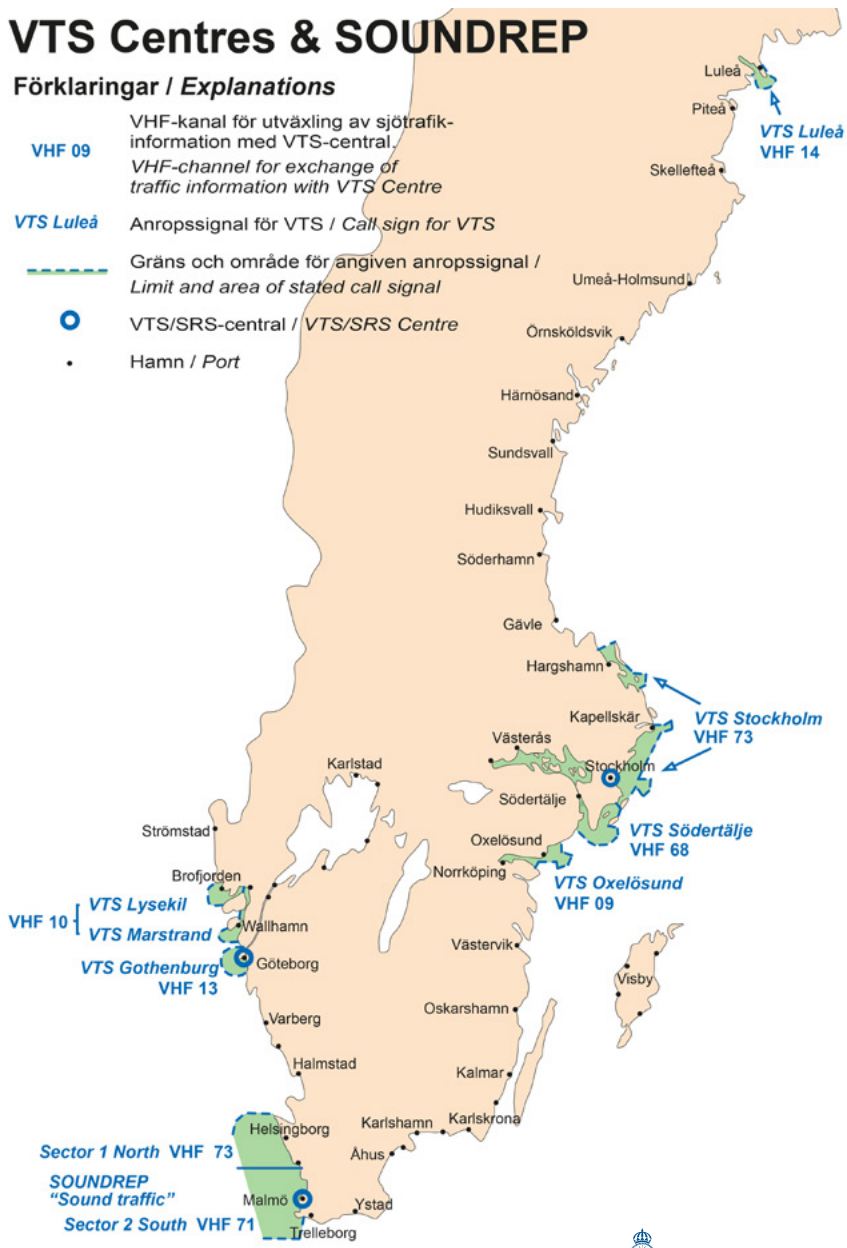 VTS Centres & SOUNDREP
Förklaringar / Explanations
VHF 09
VHF-kanal för utväxling av sjötrafik-
information med VTS-central.
VHF-channel for exchange of
traffic information with VTS Centre
VTS Luleå
Anropssignal för VTS / Call sign for VTS
Gräns och område för angiven anropssignal /
Limit and area of stated call signal
VTS/SRS-central / VTS/SRS Centre
Hamn / Port
Luleå
Piteå
VTS Luleå
VHF 14
Skellefteå
Umeå-Holmsund
Örnsköldsvik
Härnösand
Sundsvall
Hudiksvall
Söderhamn
Gävle
Hargshamn
Kapellskär
VTS Stockholm
VHF 73
Västerås
Stockholm
Karlstad
Södertälje
Strömstad
VTS Södertälje
VHF 68
Oxelösund
Norrköping
VTS Oxelösund
VHF 09
Brofjorden
VTS Lysekil
VHF 10
Wallhamn
VTS Marstrand
VTS Gothenburg
VHF 13
Göteborg
Västervik
Visby
Oskarshamn
Varberg
Halmstad
Kalmar
Karlskrona
Karlshamn
Helsingborg
Åhus
Sector 1 North VHF 73
SOUNDREP
“Sound traffic”
Malmö
Ystad
Sector 2 South VHF 71
Trelleborg